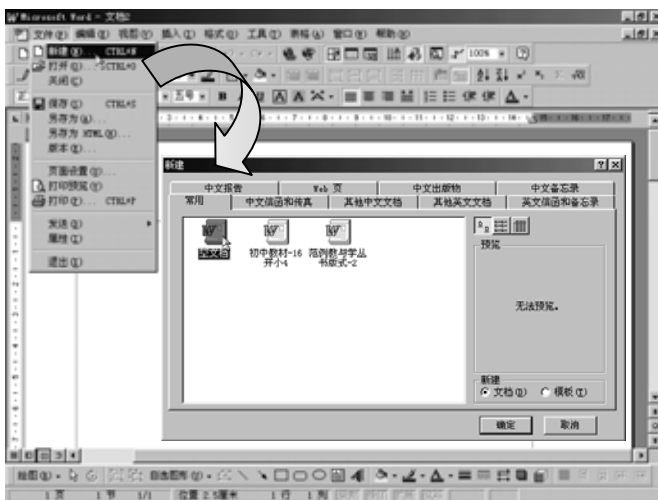 Microsoft Word - 文档2
文件(F) 编辑(E) 视图(V) 插入(I) 格式(O) 工具(T) 表格(A) 窗口(W) 帮助(H)
新建(N)... CTRL+N
打开(O)... CTRL+O
关闭(C)
保存(S) CTRL+S
另存为(A)...
另存为 HTML(H)...
版本(R)...
页面设置(U)...
打印预览(V)
打印(P)... CTRL+P
发送(D)
属性(I)
退出(X)
100%
五号
B
U
A
A
A
新建
中文报告 Web 页 中文出版物 中文备忘录
常用 中文信函和传真 其他中文文档 其他英文文档 英文信函和备忘录
空文档
初中教材-16开小4
范例教与学丛书版式-2
预览
无法预览。
新建
文档(D) 模板(T)
确定 取消
绘图(D) 自选图形(U)
1 页 1 节 1/1 位置 2.5厘米 1 行 1 列